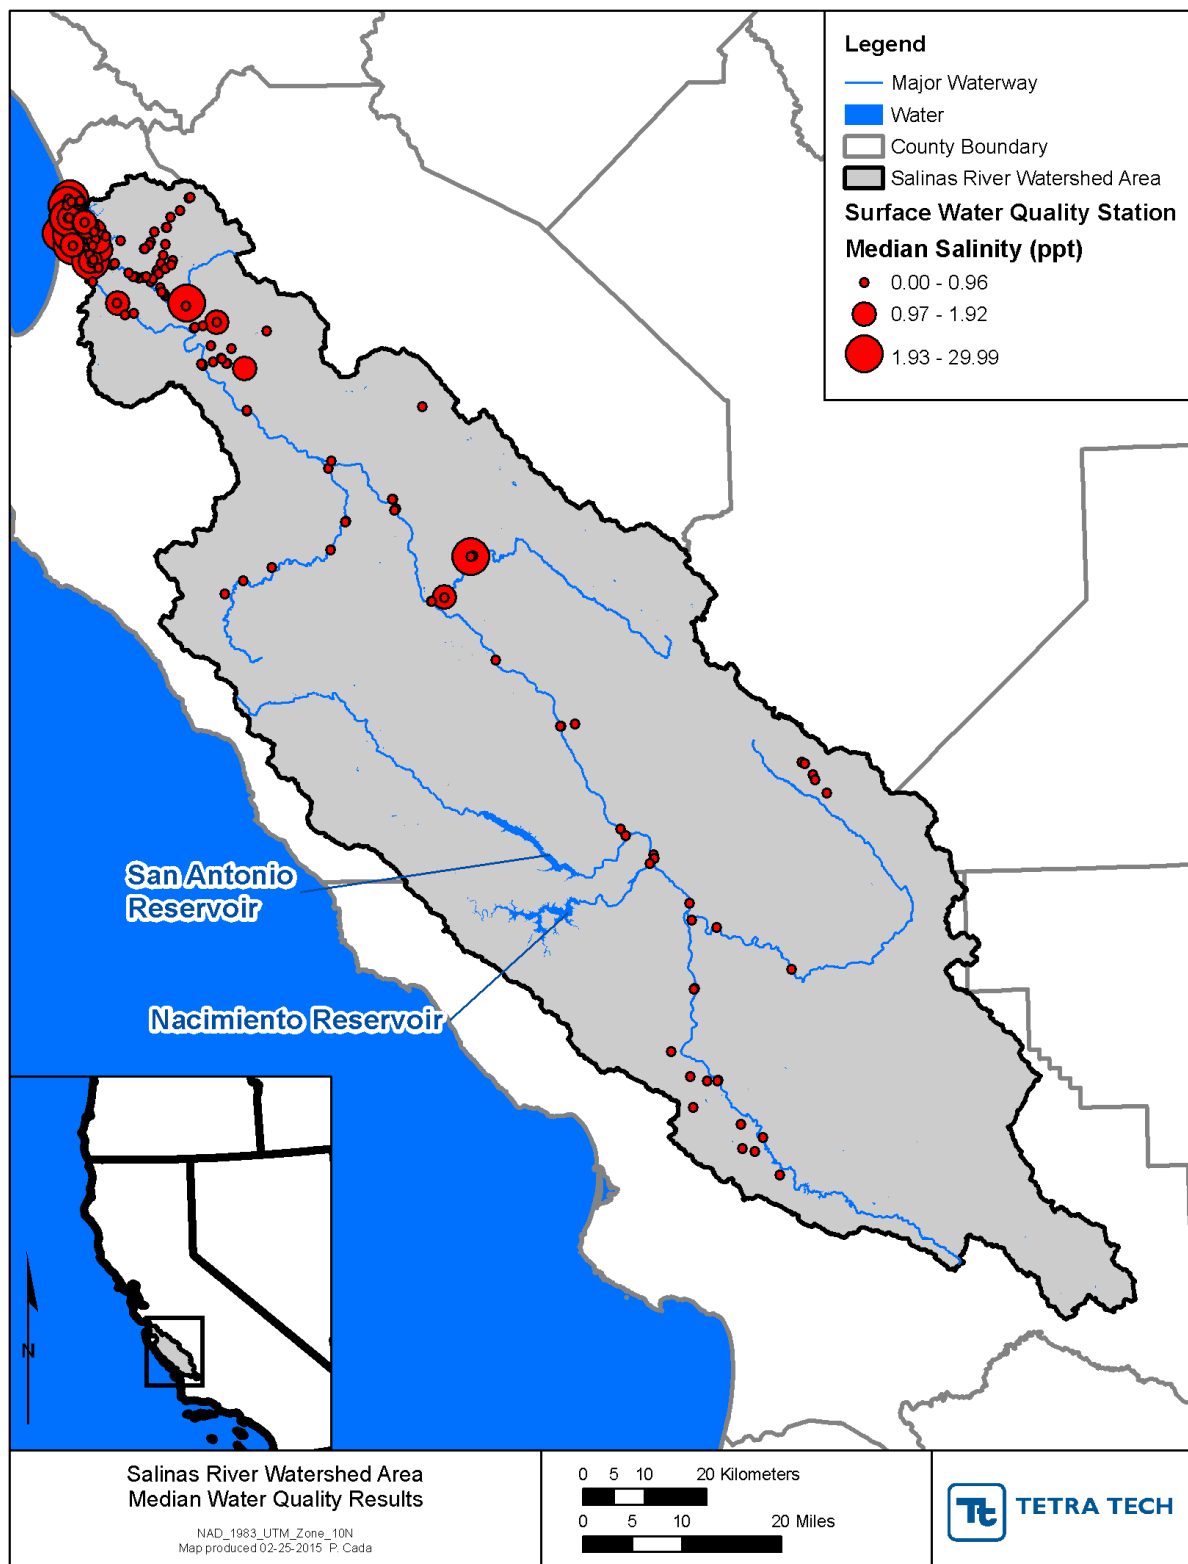 Legend
Major Waterway
Water
County Boundary
Salinas River Watershed Area
Surface Water Quality Station
Median Salinity (ppt)
0.00 - 0.96
0.97 - 1.92
1.93 - 29.99
San Antonio
Reservoir
Nacimiento Reservoir
N
Salinas River Watershed Area
Median Water Quality Results
NAD_1983_UTM_Zone_10N
Map produced 02-25-2015 P. Cada
0 5 10 20 Kilometers
0 5 10 20 Miles
Tt TETRA TECH